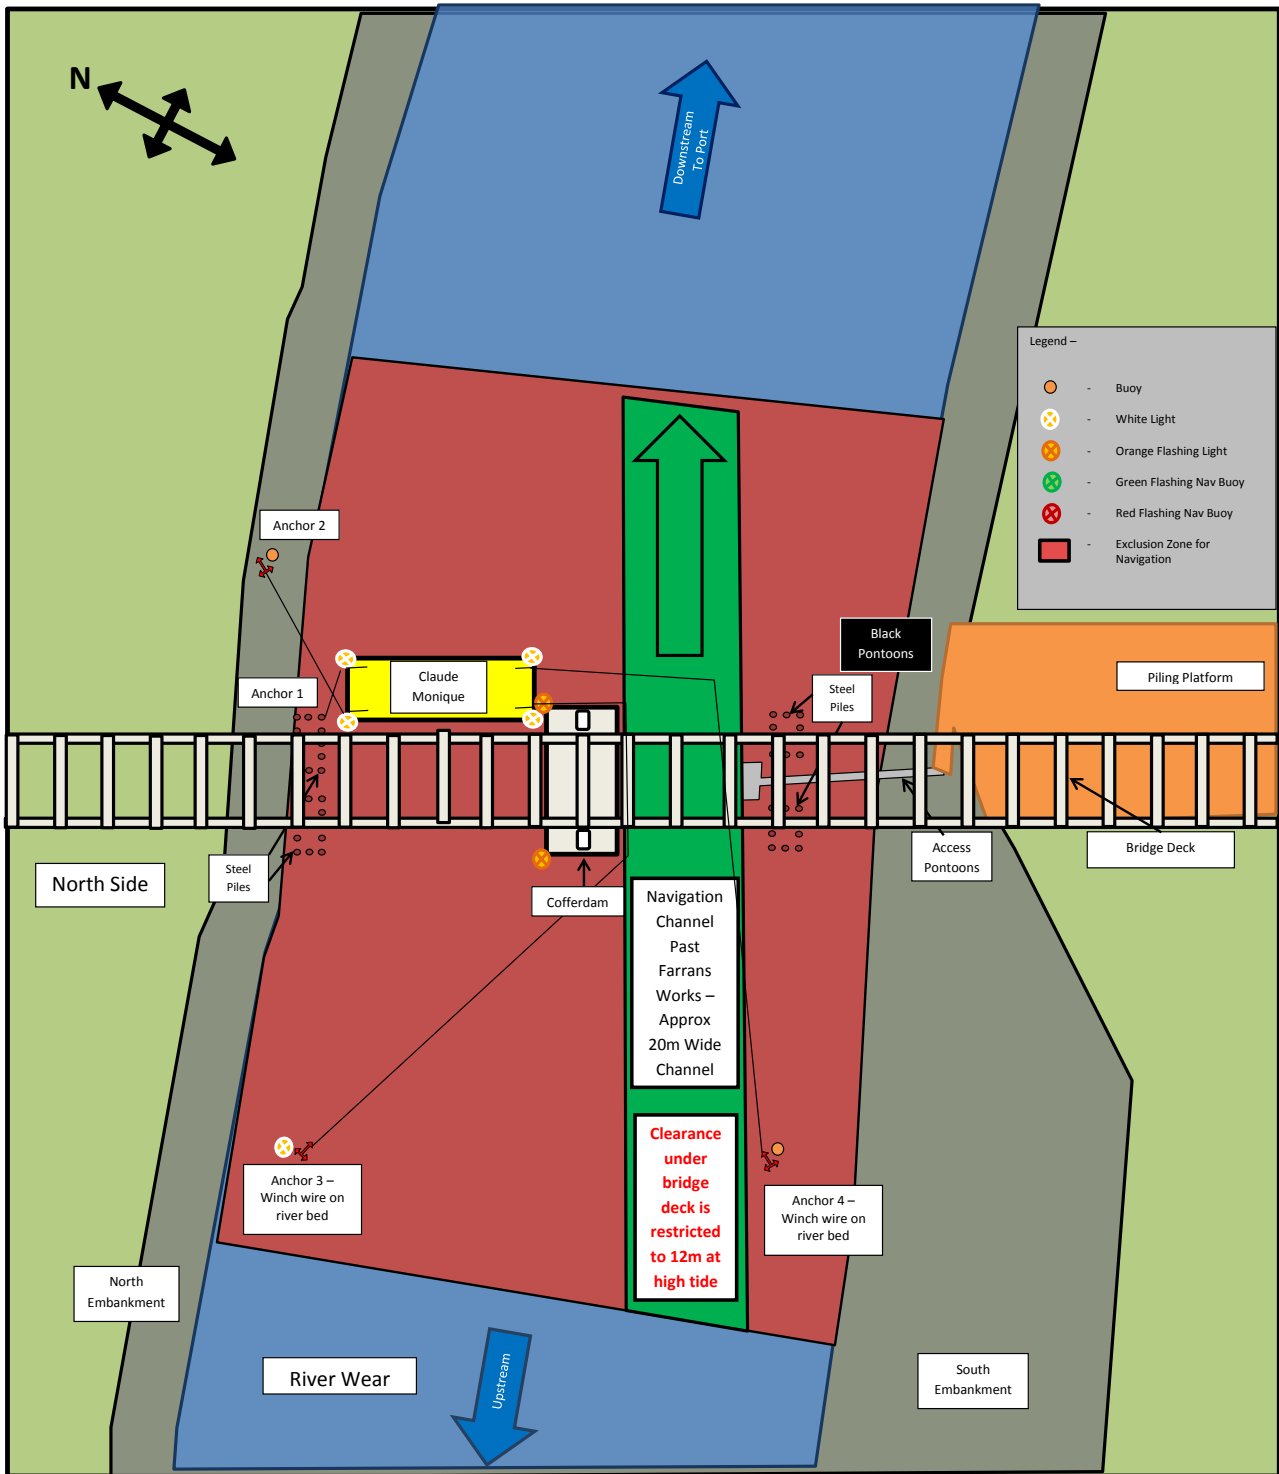 N
Downstream
To Port
Legend –
- Buoy
- White Light
- Orange Flashing Light
- Green Flashing Nav Buoy
- Red Flashing Nav Buoy
- Exclusion Zone for
Navigation
Anchor 2
Black
Pontoons
Claude
Monique
Anchor 1
Steel
Piles
Piling Platform
Steel
Piles
North Side
Cofferdam
Access
Pontoons
Bridge Deck
Navigation
Channel
Past
Farrans
Works –
Approx
20m Wide
Channel
Clearance
under
bridge
deck is
restricted
to 12m at
high tide
Anchor 3 –
Winch wire on
river bed
Anchor 4 –
Winch wire on
river bed
North
Embankment
River Wear
Upstream
South
Embankment